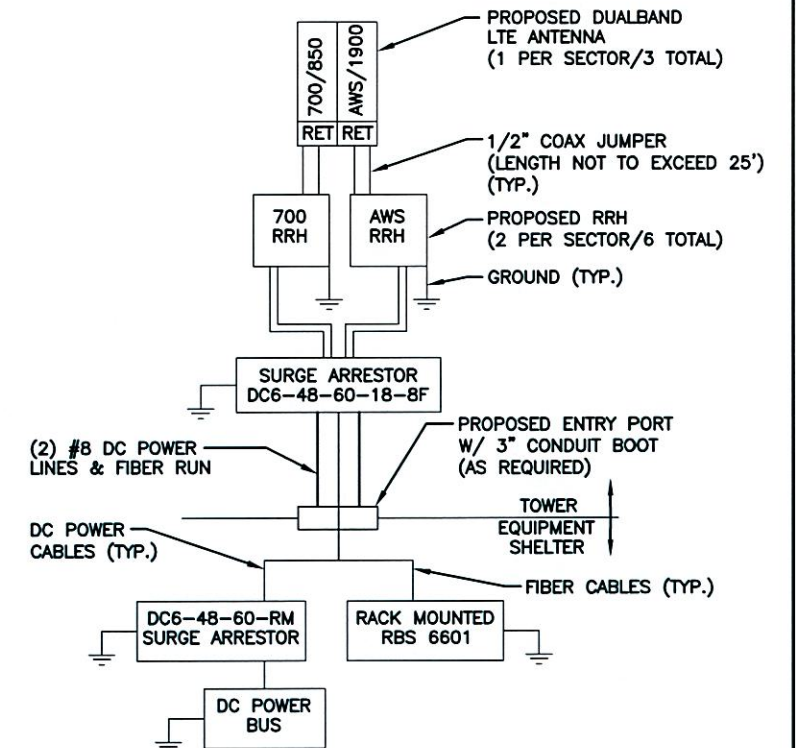 PROPOSED DUALBAND
LTE ANTENNA
(1 PER SECTOR/3 TOTAL)
700/850
AWS/1900
RET
RET
1/2" COAX JUMPER
(LENGTH NOT TO EXCEED 25')
(TYP.)
700
RRH
AWS
RRH
PROPOSED RRH
(2 PER SECTOR/6 TOTAL)
GROUND (TYP.)
SURGE ARRESTOR
DC6-48-60-18-8F
(2) #8 DC POWER
LINES & FIBER RUN
PROPOSED ENTRY PORT
W/ 3" CONDUIT BOOT
(AS REQUIRED)
TOWER
EQUIPMENT
SHELTER
DC POWER
CABLES (TYP.)
FIBER CABLES (TYP.)
DC6-48-60-RM
SURGE ARRESTOR
RACK MOUNTED
RBS 6601
DC POWER
BUS